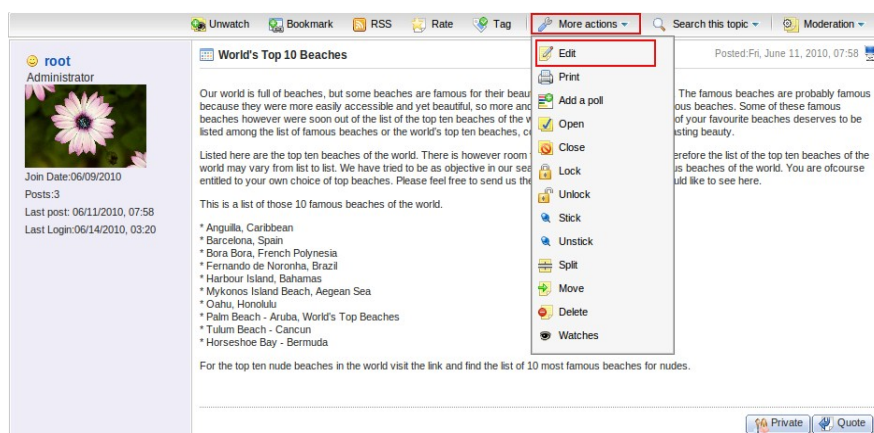 Unwatch Bookmark RSS Rate Tag More actions Search this topic Moderation
root
Administrator
Join Date:06/09/2010
Posts:3
Last post: 06/11/2010, 07:58
Last Login:06/14/2010, 03:20
World's Top 10 Beaches
Posted:Fri, June 11, 2010, 07:58
Our world is full of beaches, but some beaches are famous for their beau The famous beaches are probably famous
because they were more easily accessible and yet beautiful, so more and ous beaches. Some of these famous
beaches however were soon out of the list of the top ten beaches of the w of your favourite beaches deserves to be
listed among the list of famous beaches or the world's top ten beaches, c asting beauty.
Listed here are the top ten beaches of the world. There is however room erefore the list of the top ten beaches of the
world may vary from list to list. We have tried to be as objective in our sea us beaches of the world. You are ofcourse
entitled to your own choice of top beaches. Please feel free to send us the uld like to see here.
This is a list of those 10 famous beaches of the world.
* Anguilla, Caribbean
* Barcelona, Spain
* Bora Bora, French Polynesia
* Fernando de Noronha, Brazil
* Harbour Island, Bahamas
* Mykonos Island Beach, Aegean Sea
* Oahu, Honolulu
* Palm Beach - Aruba, World's Top Beaches
* Tulum Beach - Cancun
* Horseshoe Bay - Bermuda
For the top ten nude beaches in the world visit the link and find the list of 10 most famous beaches for nudes.
Edit
Print
Add a poll
Open
Close
Lock
Unlock
Stick
Unstick
Split
Move
Delete
Watches
Private Quote